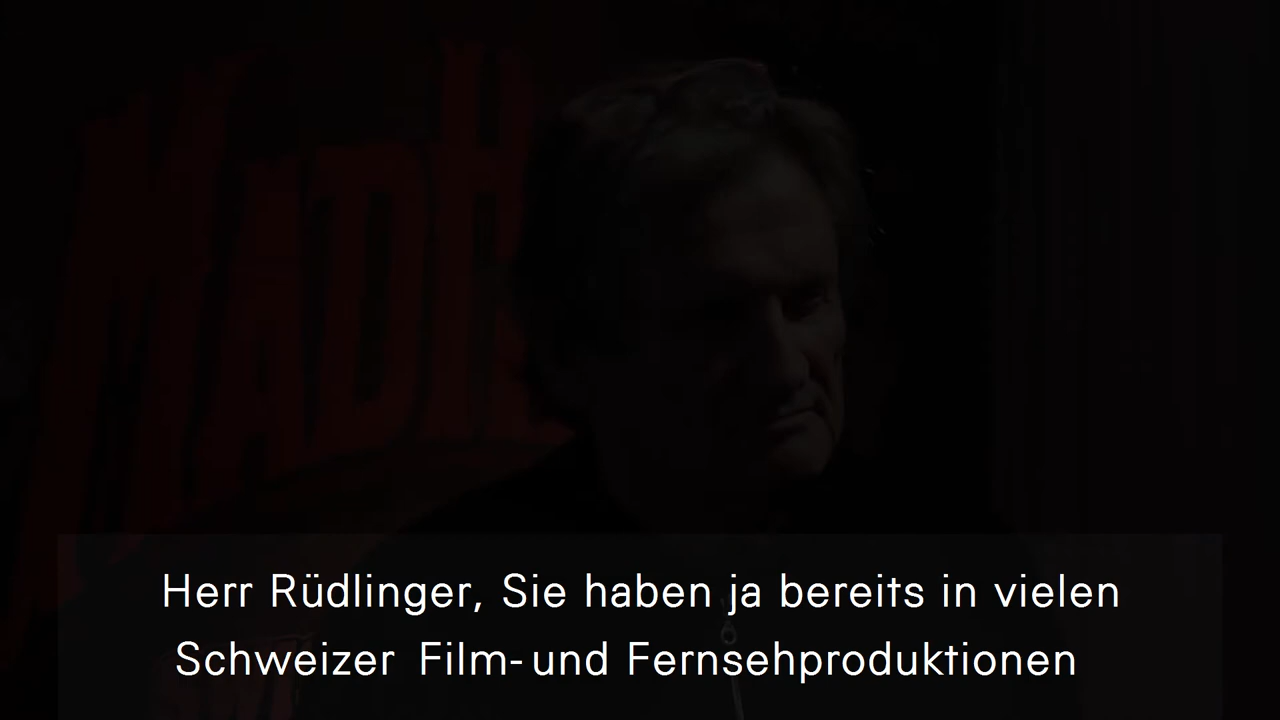 Herr Rüdlinger, Sie haben ja bereits in vielen
Schweizer Film- und Fernsehproduktionen